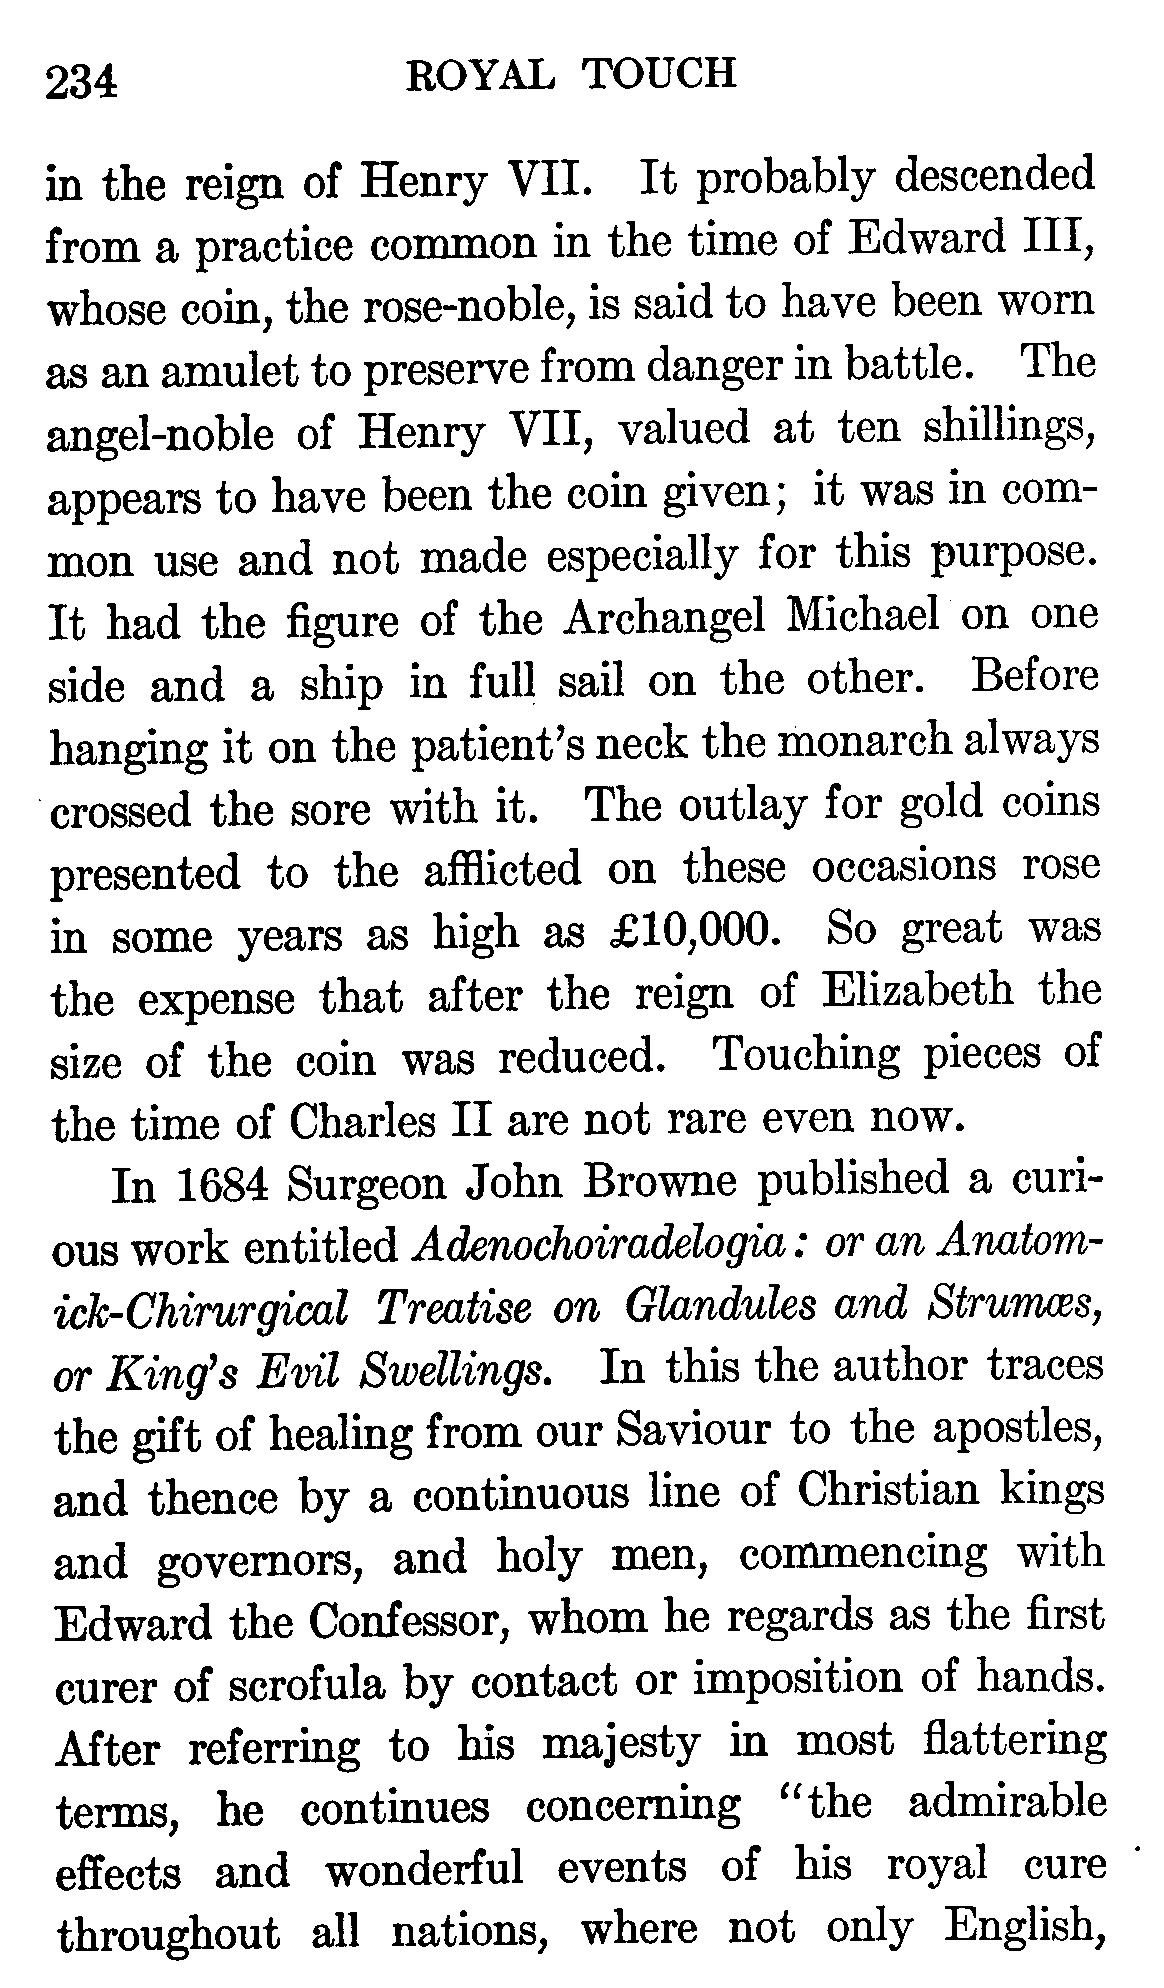 234 ROYAL TOUCH
in the reign of Henry VII. It probably descended
from a practice common in the time of Edward III,
whose coin, the rose-noble, is said to have been worn
as an amulet to preserve from danger in battle. The
angel-noble of Henry VII, valued at ten shillings,
appears to have been the coin given; it was in com-
mon use and not made especially for this purpose.
It had the figure of the Archangel Michael on one
side and a ship in full sail on the other. Before
hanging it on the patient's neck the monarch always
crossed the sore with it. The outlay for gold coins
presented to the afflicted on these occasions rose
in some years as high as £10,000. So great was
the expense that after the reign of Elizabeth the
size of the coin was reduced. Touching pieces of
the time of Charles II are not rare even now.
In 1684 Surgeon John Browne published a curi-
ous work entitled Adenochoiradelogia: or an Anatom-
ick-Chirurgical Treatise on Glandules and Strumæs,
or King's Evil Swellings. In this the author traces
the gift of healing from our Saviour to the apostles,
and thence by a continuous line of Christian kings
and governors, and holy men, commencing with
Edward the Confessor, whom he regards as the first
curer of scrofula by contact or imposition of hands.
After referring to his majesty in most flattering
terms, he continues concerning "the admirable
effects and wonderful events of his royal cure
throughout all nations, where not only English,